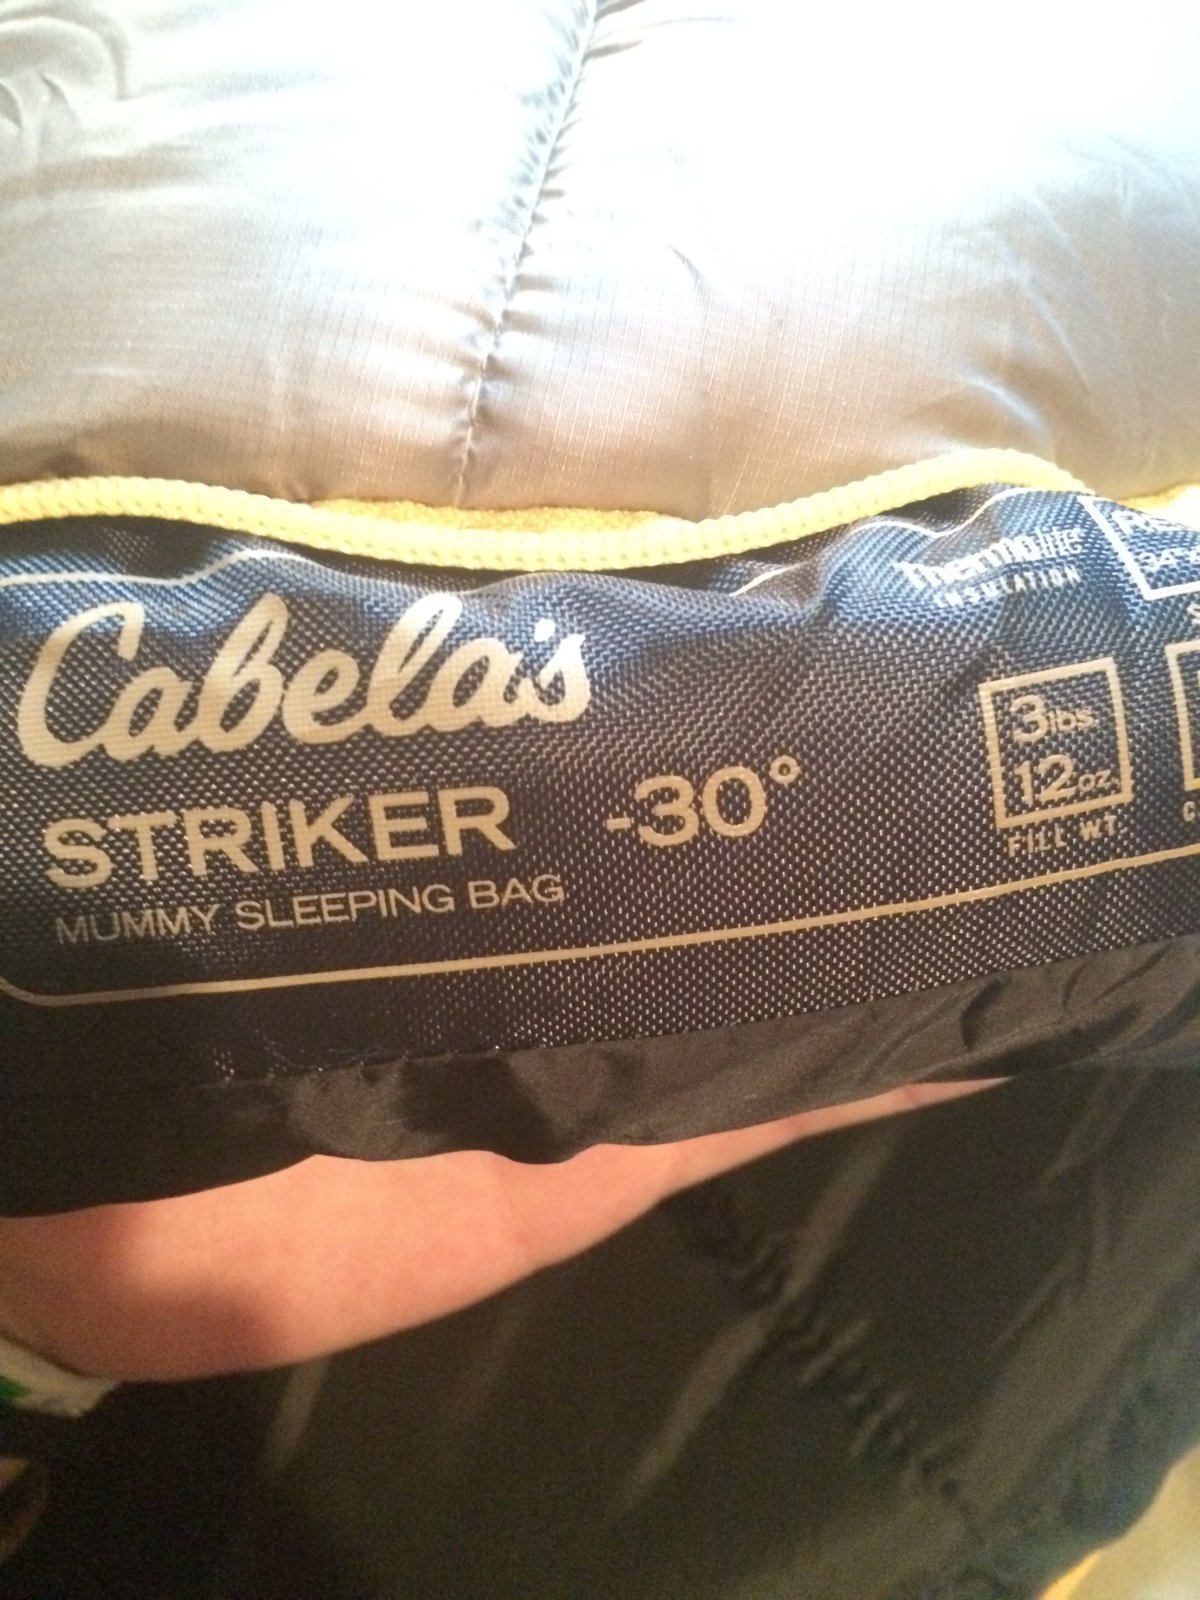 Cabela's
STRIKER -30°
MUMMY SLEEPING BAG
Thermolite
INSULATION
3lbs.
12oz.
FILL WT.